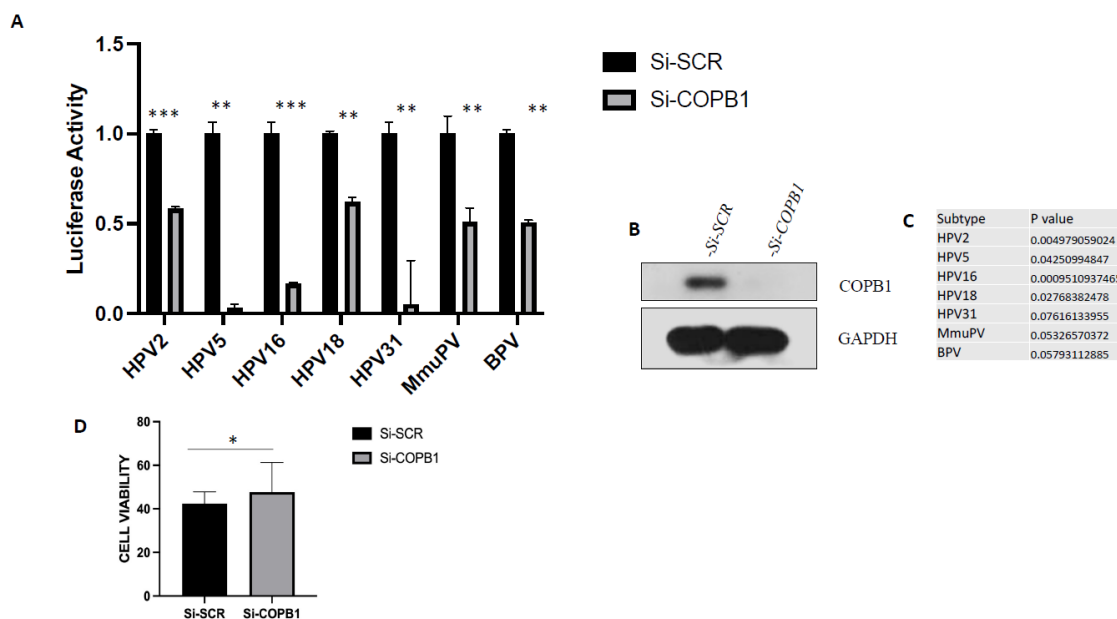 A
Luciferase Activity
1.5
1.0
0.5
0.0
*** ** *** ** ** ** **
HPV2 HPV5 HPV16 HPV18 HPV31 MmuPV BPV
Si-SCR
Si-COPB1
B
-Si-SCR -Si-COPB1
COPB1
GAPDH
C
Subtype P value
HPV2 0.004979059024
HPV5 0.04250994847
HPV16 0.0009510937465
HPV18 0.02768382478
HPV31 0.07616133955
MmuPV 0.05326570372
BPV 0.05793112885
D
CELL VIABILITY
80
60
40
20
0
*
Si-SCR Si-COPB1
Si-SCR
Si-COPB1